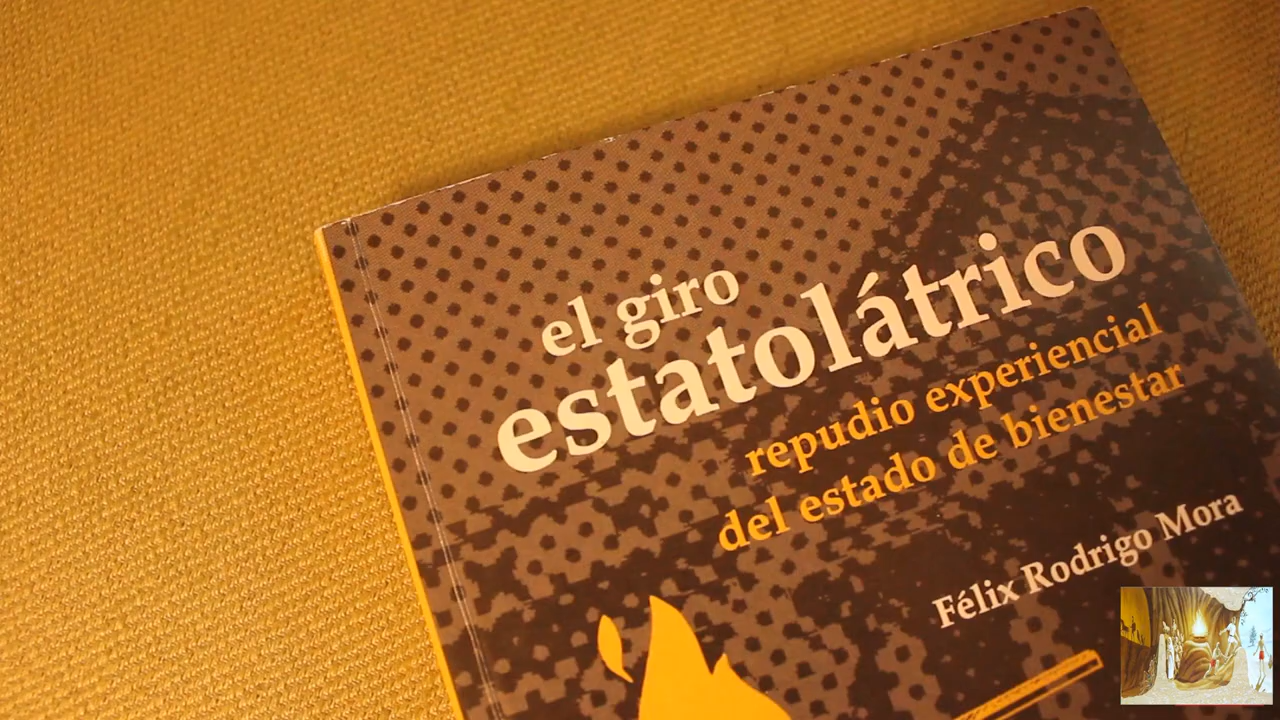 el giro
estatolátrico
repudio experiencial
del estado de bienestar
Félix Rodrigo Mora